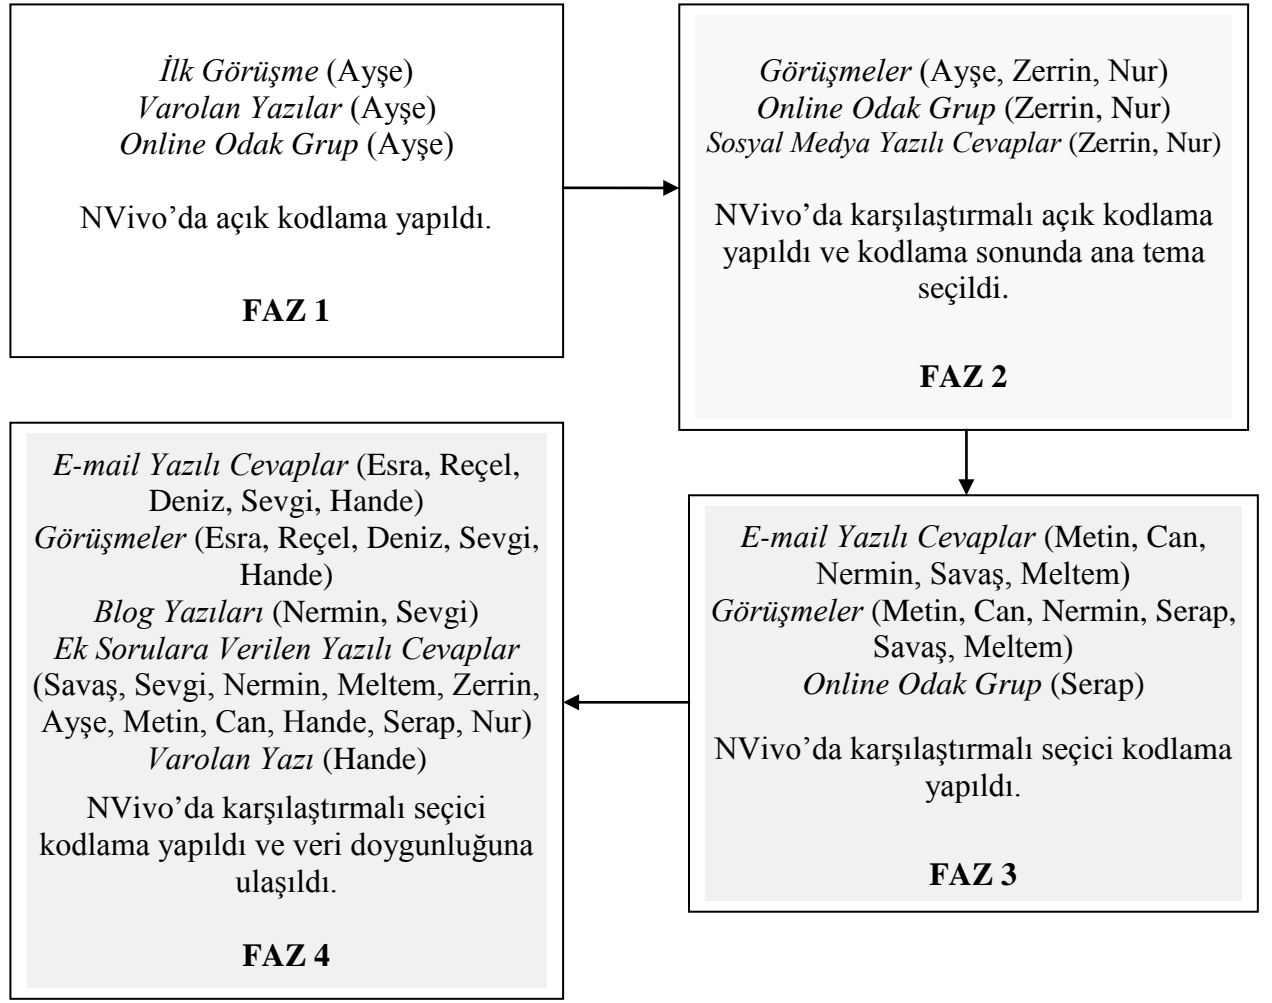 İlk Görüşme (Ayşe)
Varolan Yazılar (Ayşe)
Online Odak Grup (Ayşe)
NVivo’da açık kodlama yapıldı.
FAZ 1
Görüşmeler (Ayşe, Zerrin, Nur)
Online Odak Grup (Zerrin, Nur)
Sosyal Medya Yazılı Cevaplar (Zerrin, Nur)
NVivo’da karşılaştırmalı açık kodlama
yapıldı ve kodlama sonunda ana tema
seçildi.
FAZ 2
E-mail Yazılı Cevaplar (Metin, Can,
Nermin, Savaş, Meltem)
Görüşmeler (Metin, Can, Nermin, Serap,
Savaş, Meltem)
Online Odak Grup (Serap)
NVivo’da karşılaştırmalı seçici kodlama
yapıldı.
FAZ 3
E-mail Yazılı Cevaplar (Esra, Reçel,
Deniz, Sevgi, Hande)
Görüşmeler (Esra, Reçel, Deniz, Sevgi,
Hande)
Blog Yazıları (Nermin, Sevgi)
Ek Sorulara Verilen Yazılı Cevaplar
(Savaş, Sevgi, Nermin, Meltem, Zerrin,
Ayşe, Metin, Can, Hande, Serap, Nur)
Varolan Yazı (Hande)
NVivo’da karşılaştırmalı seçici
kodlama yapıldı ve veri doygunluğuna
ulaşıldı.
FAZ 4